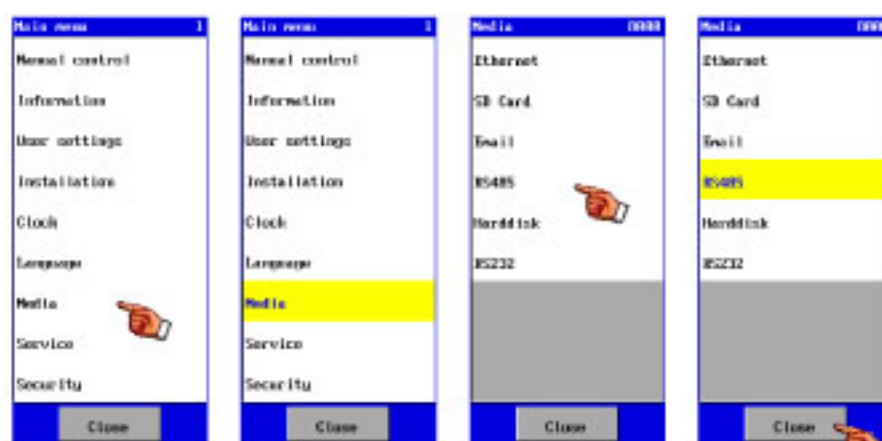 Main menu 1
Manual control
Information
User settings
Installation
Clock
Language
Media
Service
Security
Close
Main menu 1
Manual control
Information
User settings
Installation
Clock
Language
Media
Service
Security
Close
Media
Ethernet
SD Card
Email
RS485
Harddisk
RS232
Close
Media
Ethernet
SD Card
Email
RS485
Harddisk
RS232
Close